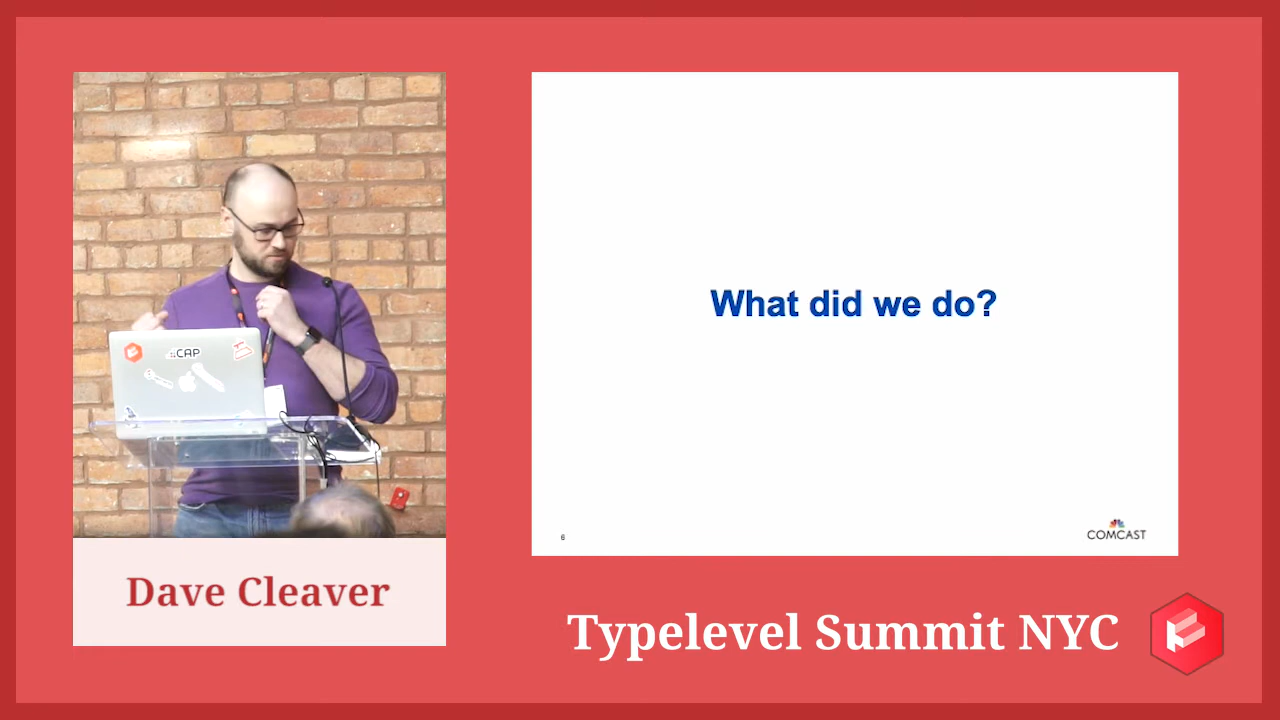 What did we do?
CAP
6
COMCAST
Dave Cleaver
Typelevel Summit NYC